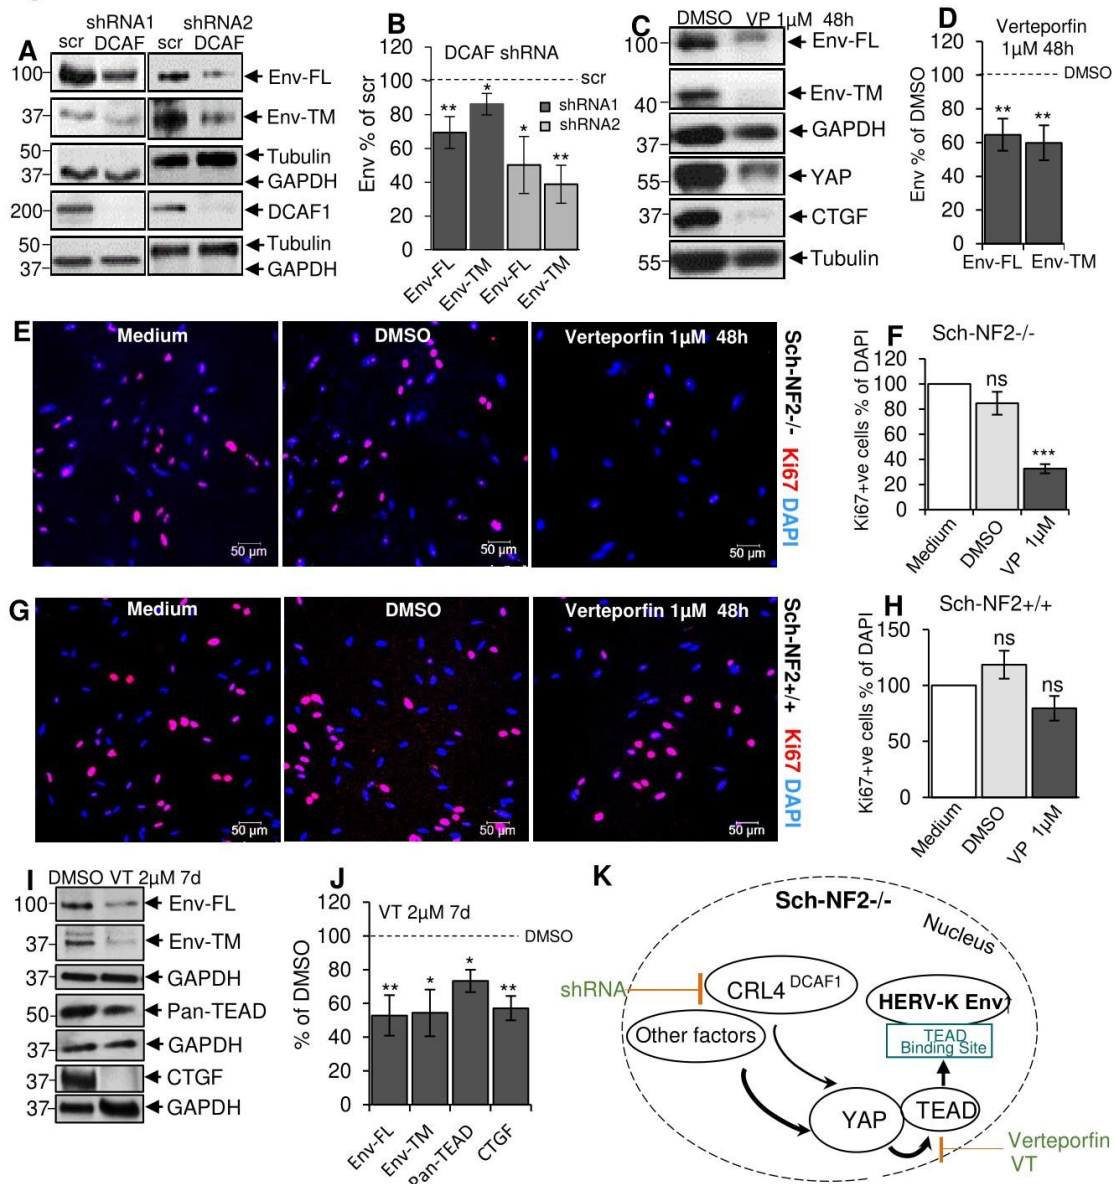 A
shRNA1 shRNA2
scr DCAF scr DCAF
100
Env-FL
37
Env-TM
50
Tubulin
37
GAPDH
200
DCAF1
50
Tubulin
37
GAPDH
B
DCAF shRNA
Env % of scr
120
100
80
60
40
20
0
scr
shRNA1
shRNA2
**
*
*
**
Env-FL
Env-TM
Env-FL
Env-TM
C
DMSO VP 1µM 48h
100
Env-FL
40
Env-TM
37
GAPDH
55
YAP
37
CTGF
55
Tubulin
D
Verteporfin
1µM 48h
Env % of DMSO
120
100
80
60
40
20
0
DMSO
**
**
Env-FL Env-TM
E
Medium
50 µm
DMSO
50 µm
Verteporfin 1µM 48h
50 µm
Sch-NF2-/- Ki67 DAPI
F
Sch-NF2-/-
Ki67+ve cells % of DAPI
120
100
80
60
40
20
0
ns
***
Medium
DMSO
VP 1µM
G
Medium
50 µm
DMSO
50 µm
Verteporfin 1µM 48h
50 µm
Sch-NF2+/+ Ki67 DAPI
H
Sch-NF2+/+
Ki67+ve cells % of DAPI
150
100
50
0
ns
ns
Medium
DMSO
VP 1µM
I
DMSO VT 2µM 7d
100
Env-FL
37
Env-TM
37
GAPDH
50
Pan-TEAD
37
GAPDH
37
CTGF
37
GAPDH
J
VT 2µM 7d
% of DMSO
120
100
80
60
40
20
0
DMSO
**
*
*
**
Env-FL
Env-TM
Pan-TEAD
CTGF
K
Sch-NF2-/-
Nucleus
shRNA
CRL4 DCAF1
Other factors
HERV-K Env↑
TEAD
Binding Site
YAP
TEAD
Verteporfin
VT